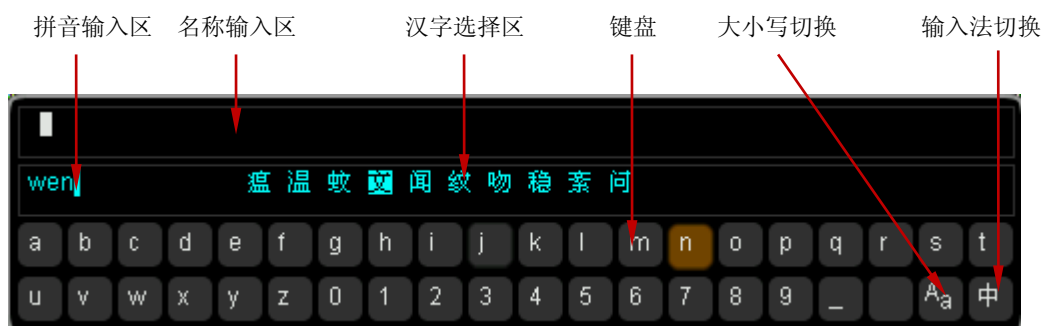 拼音输入区 名称输入区 汉字选择区 键盘 大小写切换 输入法切换
wen 瘟 温 蚊 文 闻 纹 吻 稳 紊 问
a b c d e f g h i j k l m n o p q r s t
u v w x y z 0 1 2 3 4 5 6 7 8 9 _ Aa 中